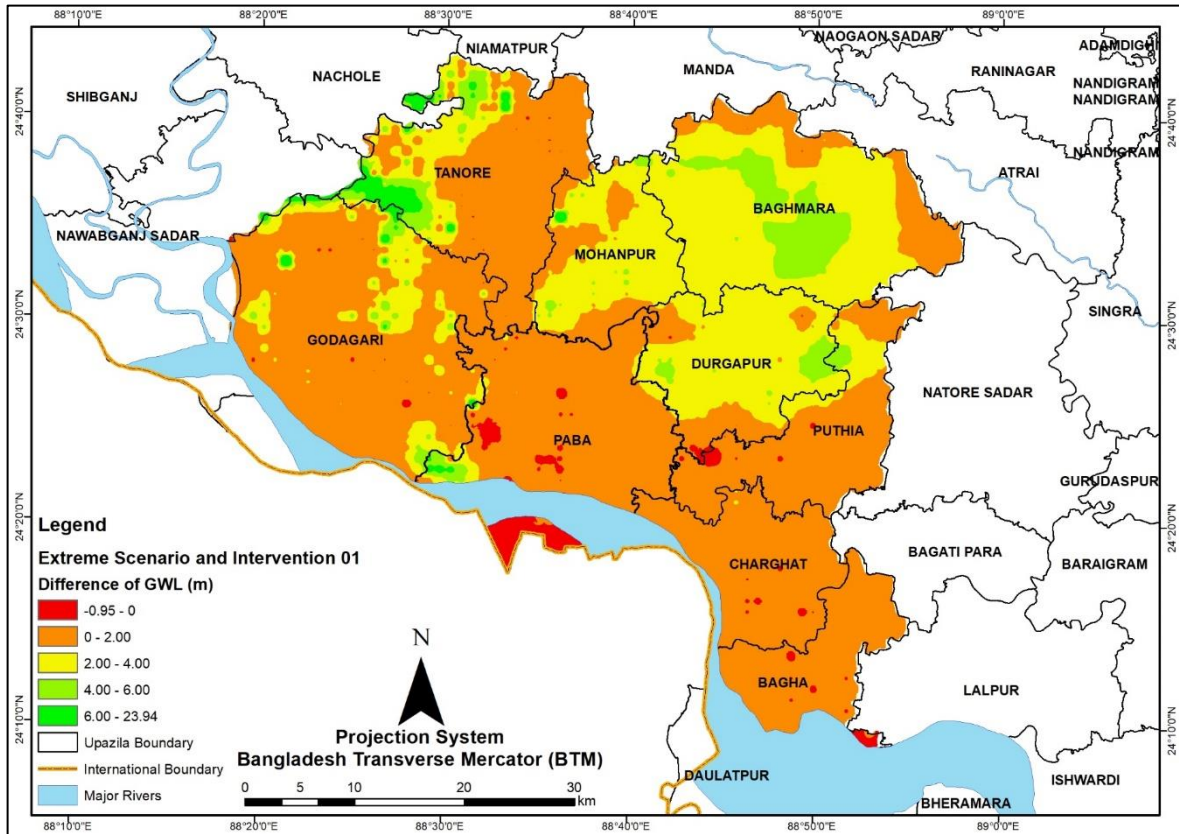 88°10'0"E 88°20'0"E 88°30'0"E 88°40'0"E 88°50'0"E 89°0'0"E
NIAMATPUR
NAOGAON SADAR
ADAMDIGHI
NACHOLE
MANDA
RANINAGAR
SHIBGANJ
NANDIGRAM
NANDIGRAM
24°40'0"N
24°40'0"N
NANDIGRAM
TANORE
ATRAI
BAGHMARA
NAWABGANJ SADAR
MOHANPUR
24°30'0"N
SINGRA
24°30'0"N
GODAGARI
DURGAPUR
NATORE SADAR
PABA
PUTHIA
GURUDASPUR
24°20'0"N
24°20'0"N
BAGATI PARA
BARAIGRAM
CHARGHAT
BAGHA
LALPUR
24°10'0"N
24°10'0"N
DAULATPUR
ISHWARDI
BHERAMARA
Legend
Extreme Scenario and Intervention 01
Difference of GWL (m)
-0.95 - 0
0 - 2.00
2.00 - 4.00
4.00 - 6.00
6.00 - 23.94
Upazila Boundary
International Boundary
Major Rivers
N
Projection System
Bangladesh Transverse Mercator (BTM)
0 5 10 20 30
km
88°10'0"E 88°20'0"E 88°30'0"E 88°40'0"E 88°50'0"E 89°0'0"E